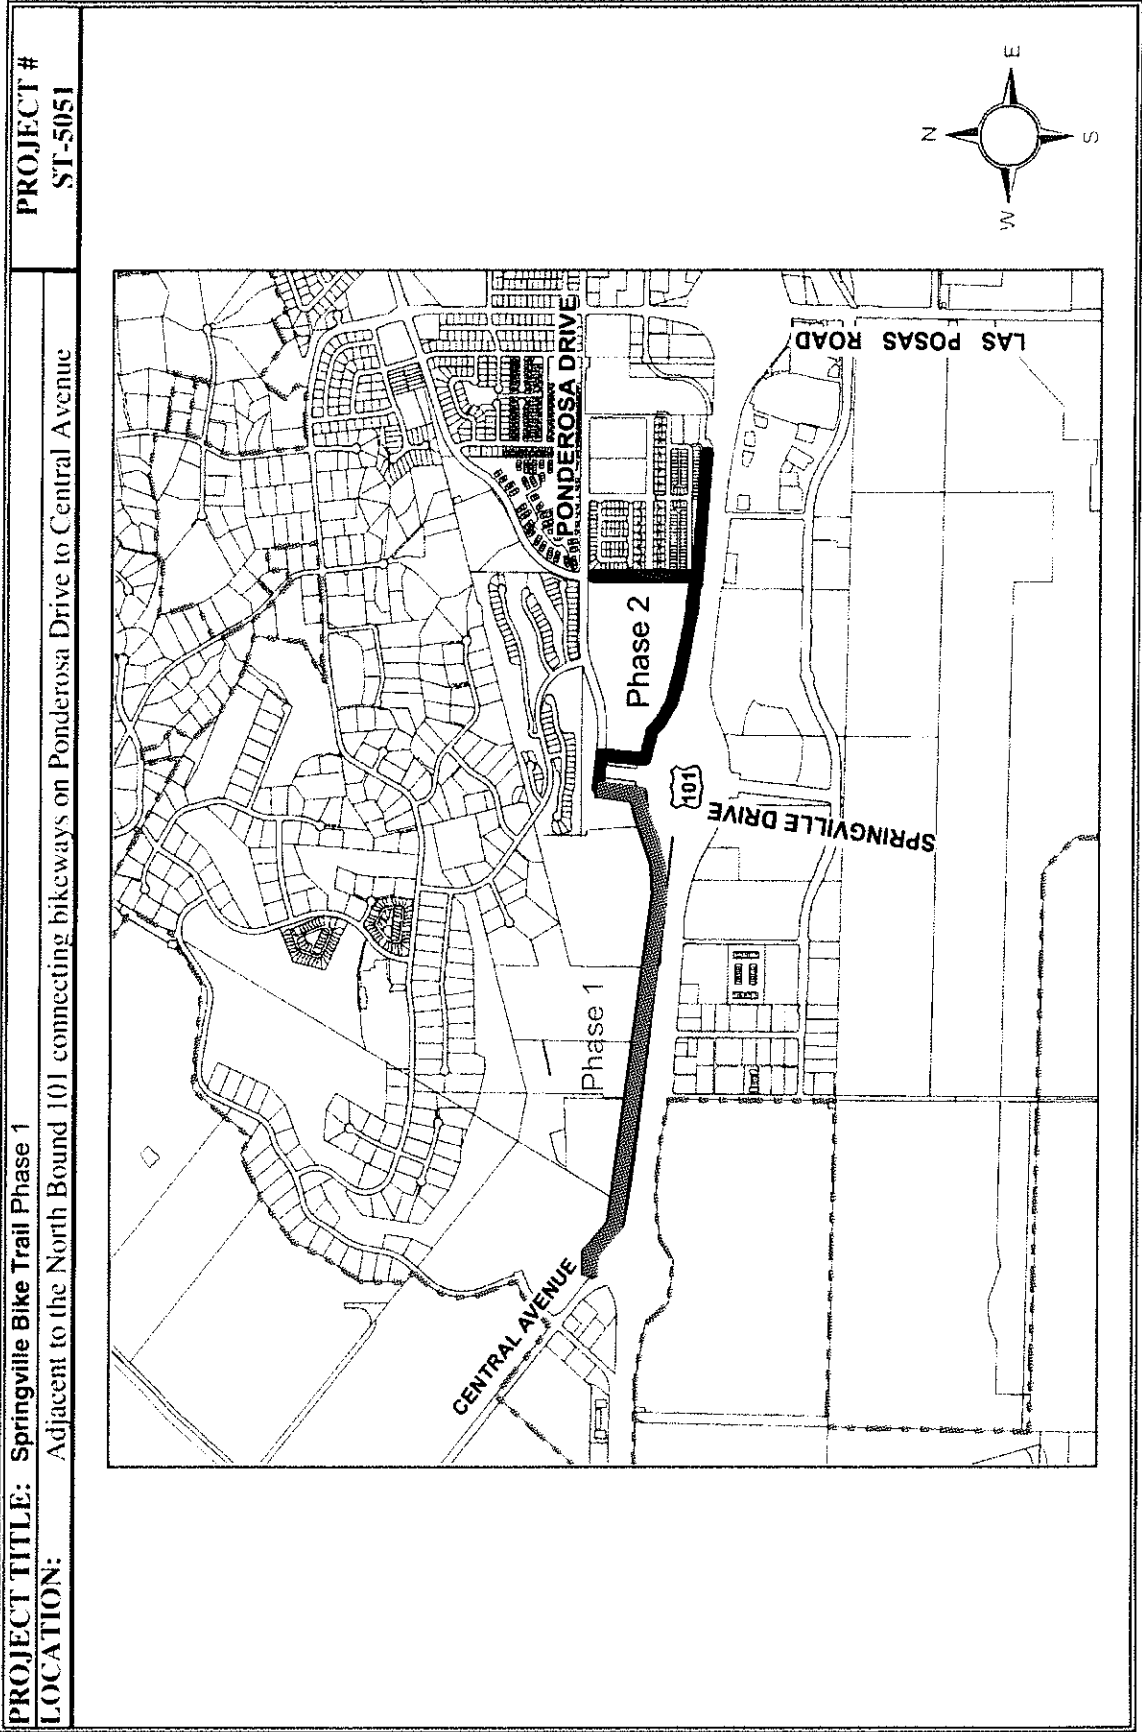 PROJECT TITLE: Springville Bike Trail Phase 1
LOCATION: Adjacent to the North Bound 101 connecting bikeways on Ponderosa Drive to Central Avenue
PROJECT #
ST-5051
CENTRAL AVENUE
Phase 1
Phase 2
PONDEROSA DRIVE
101
SPRINGVILLE DRIVE
LAS POSAS ROAD
N
W
E
S